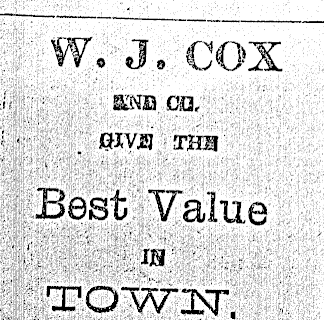 W. J. COX
AND CO.
GIVE THE
Best Value
IN
TOWN.